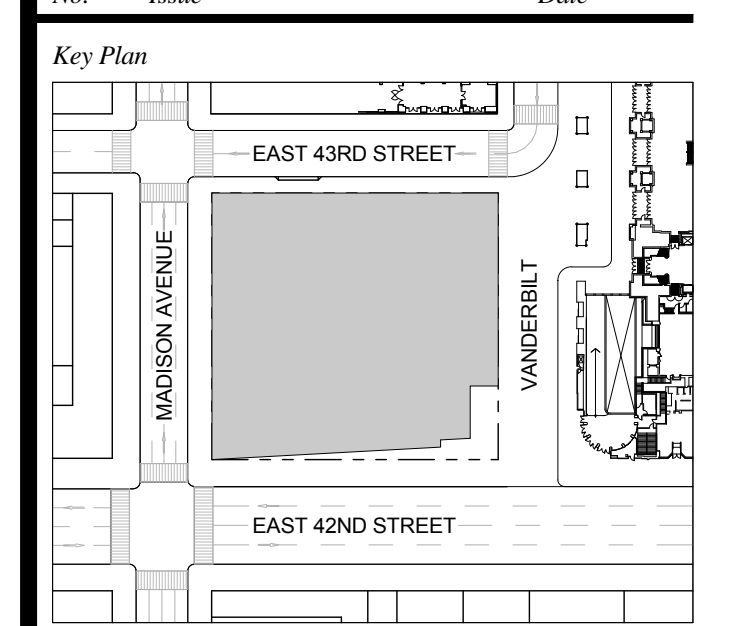 No. Issue Date
Key Plan
EAST 43RD STREET
MADISON AVENUE
VANDERBILT
EAST 42ND STREET